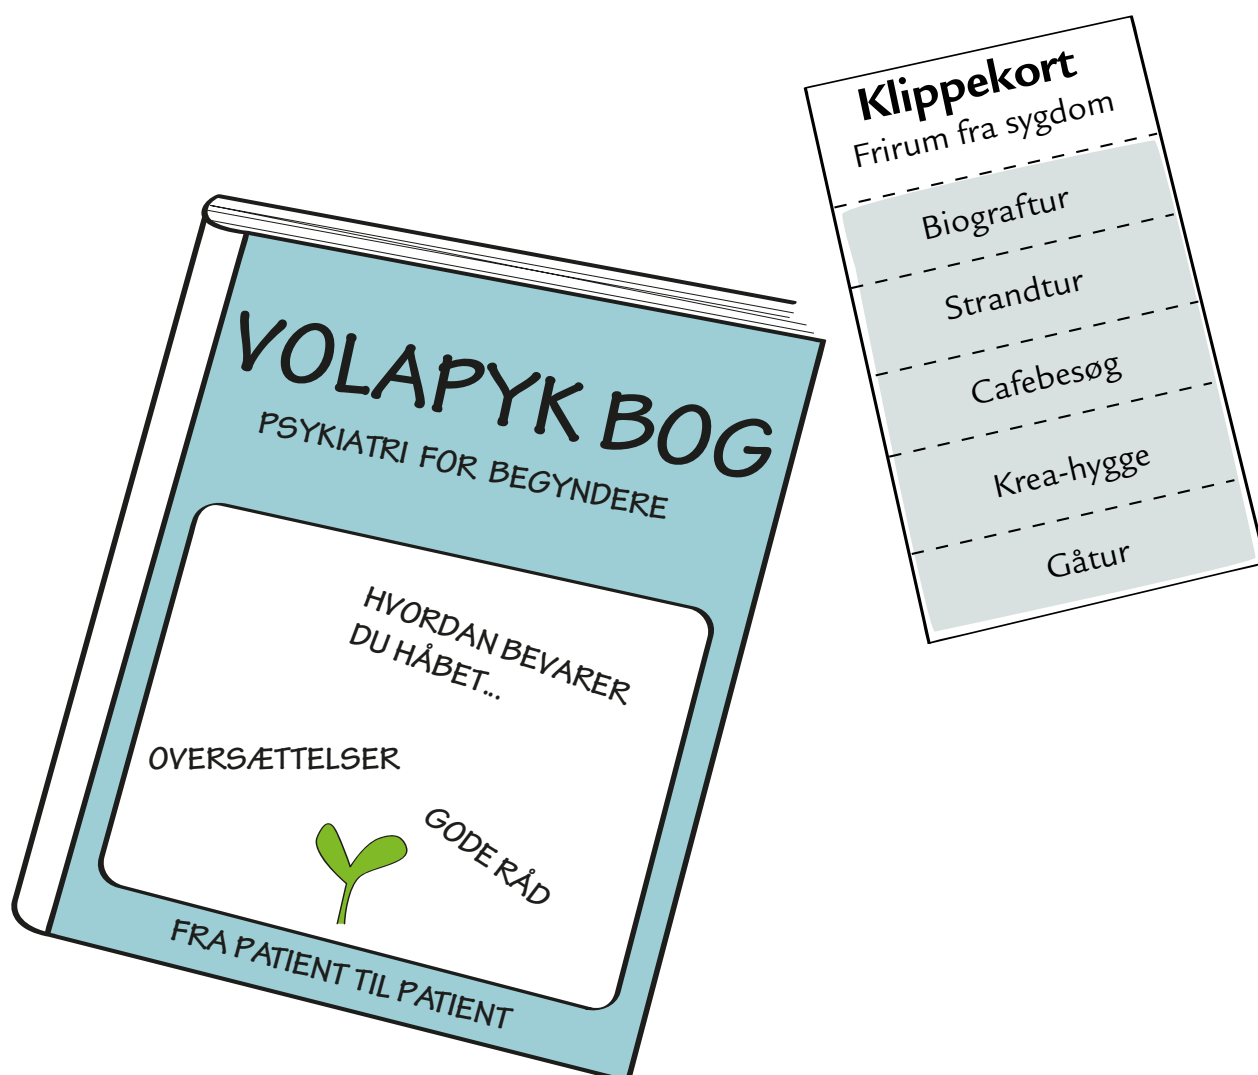 Klippekort
Frirum fra sygdom
Biograftur
Strandtur
Cafebesøg
Krea-hygge
Gåtur
VOLAPYK BOG
PSYKIATRI FOR BEGYNDERE
HVORDAN BEVARER
DU HÅBET...
OVERSÆTTELSER
GODE RÅD
FRA PATIENT TIL PATIENT